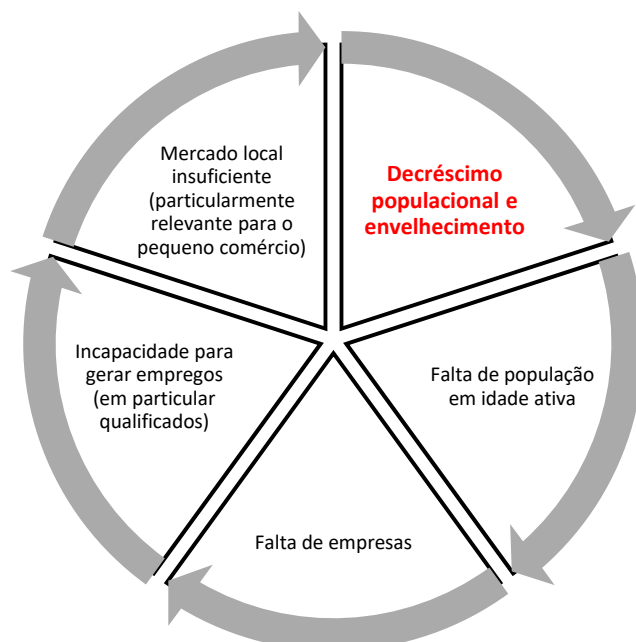 Mercado local
insuficiente
(particularmente
relevante para o
pequeno comércio)
Decréscimo
populacional e
envelhecimento
Incapacidade para
gerar empregos
(em particular
qualificados)
Falta de população
em idade ativa
Falta de empresas